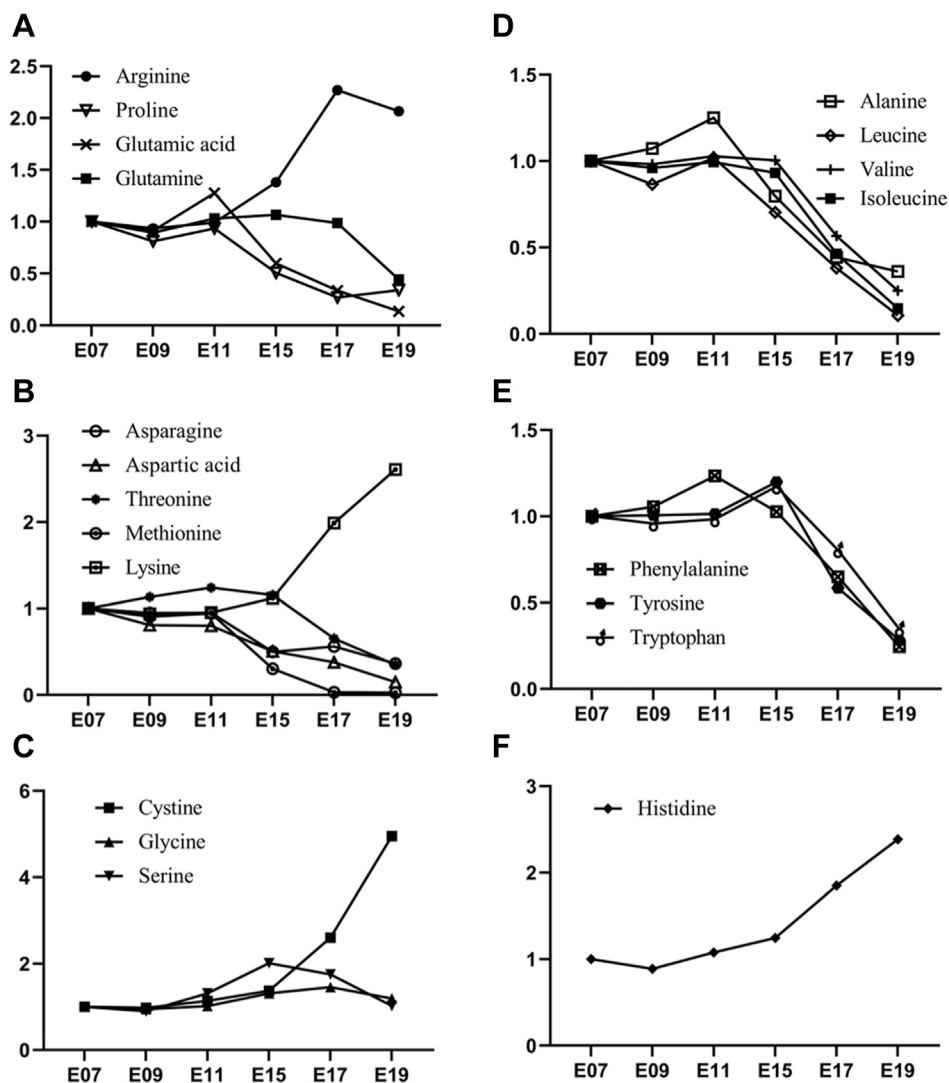 A
2.5
2.0
1.5
1.0
0.5
0.0
Arginine
Proline
Glutamic acid
Glutamine
E07 E09 E11 E15 E17 E19
D
1.5
1.0
0.5
0.0
Alanine
Leucine
Valine
Isoleucine
E07 E09 E11 E15 E17 E19
B
3
2
1
0
Asparagine
Aspartic acid
Threonine
Methionine
Lysine
E07 E09 E11 E15 E17 E19
E
1.5
1.0
0.5
0.0
Phenylalanine
Tyrosine
Tryptophan
E07 E09 E11 E15 E17 E19
C
6
4
2
0
Cystine
Glycine
Serine
E07 E09 E11 E15 E17 E19
F
3
2
1
0
Histidine
E07 E09 E11 E15 E17 E19